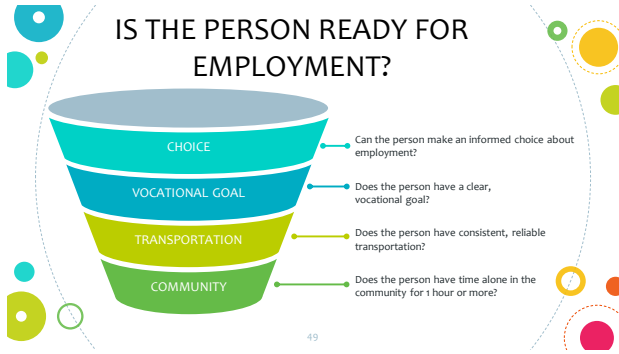 IS THE PERSON READY FOR
EMPLOYMENT?
CHOICE
Can the person make an informed choice about
employment?
VOCATIONAL GOAL
Does the person have a clear,
vocational goal?
TRANSPORTATION
Does the person have consistent, reliable
transportation?
COMMUNITY
Does the person have time alone in the
community for 1 hour or more?
49